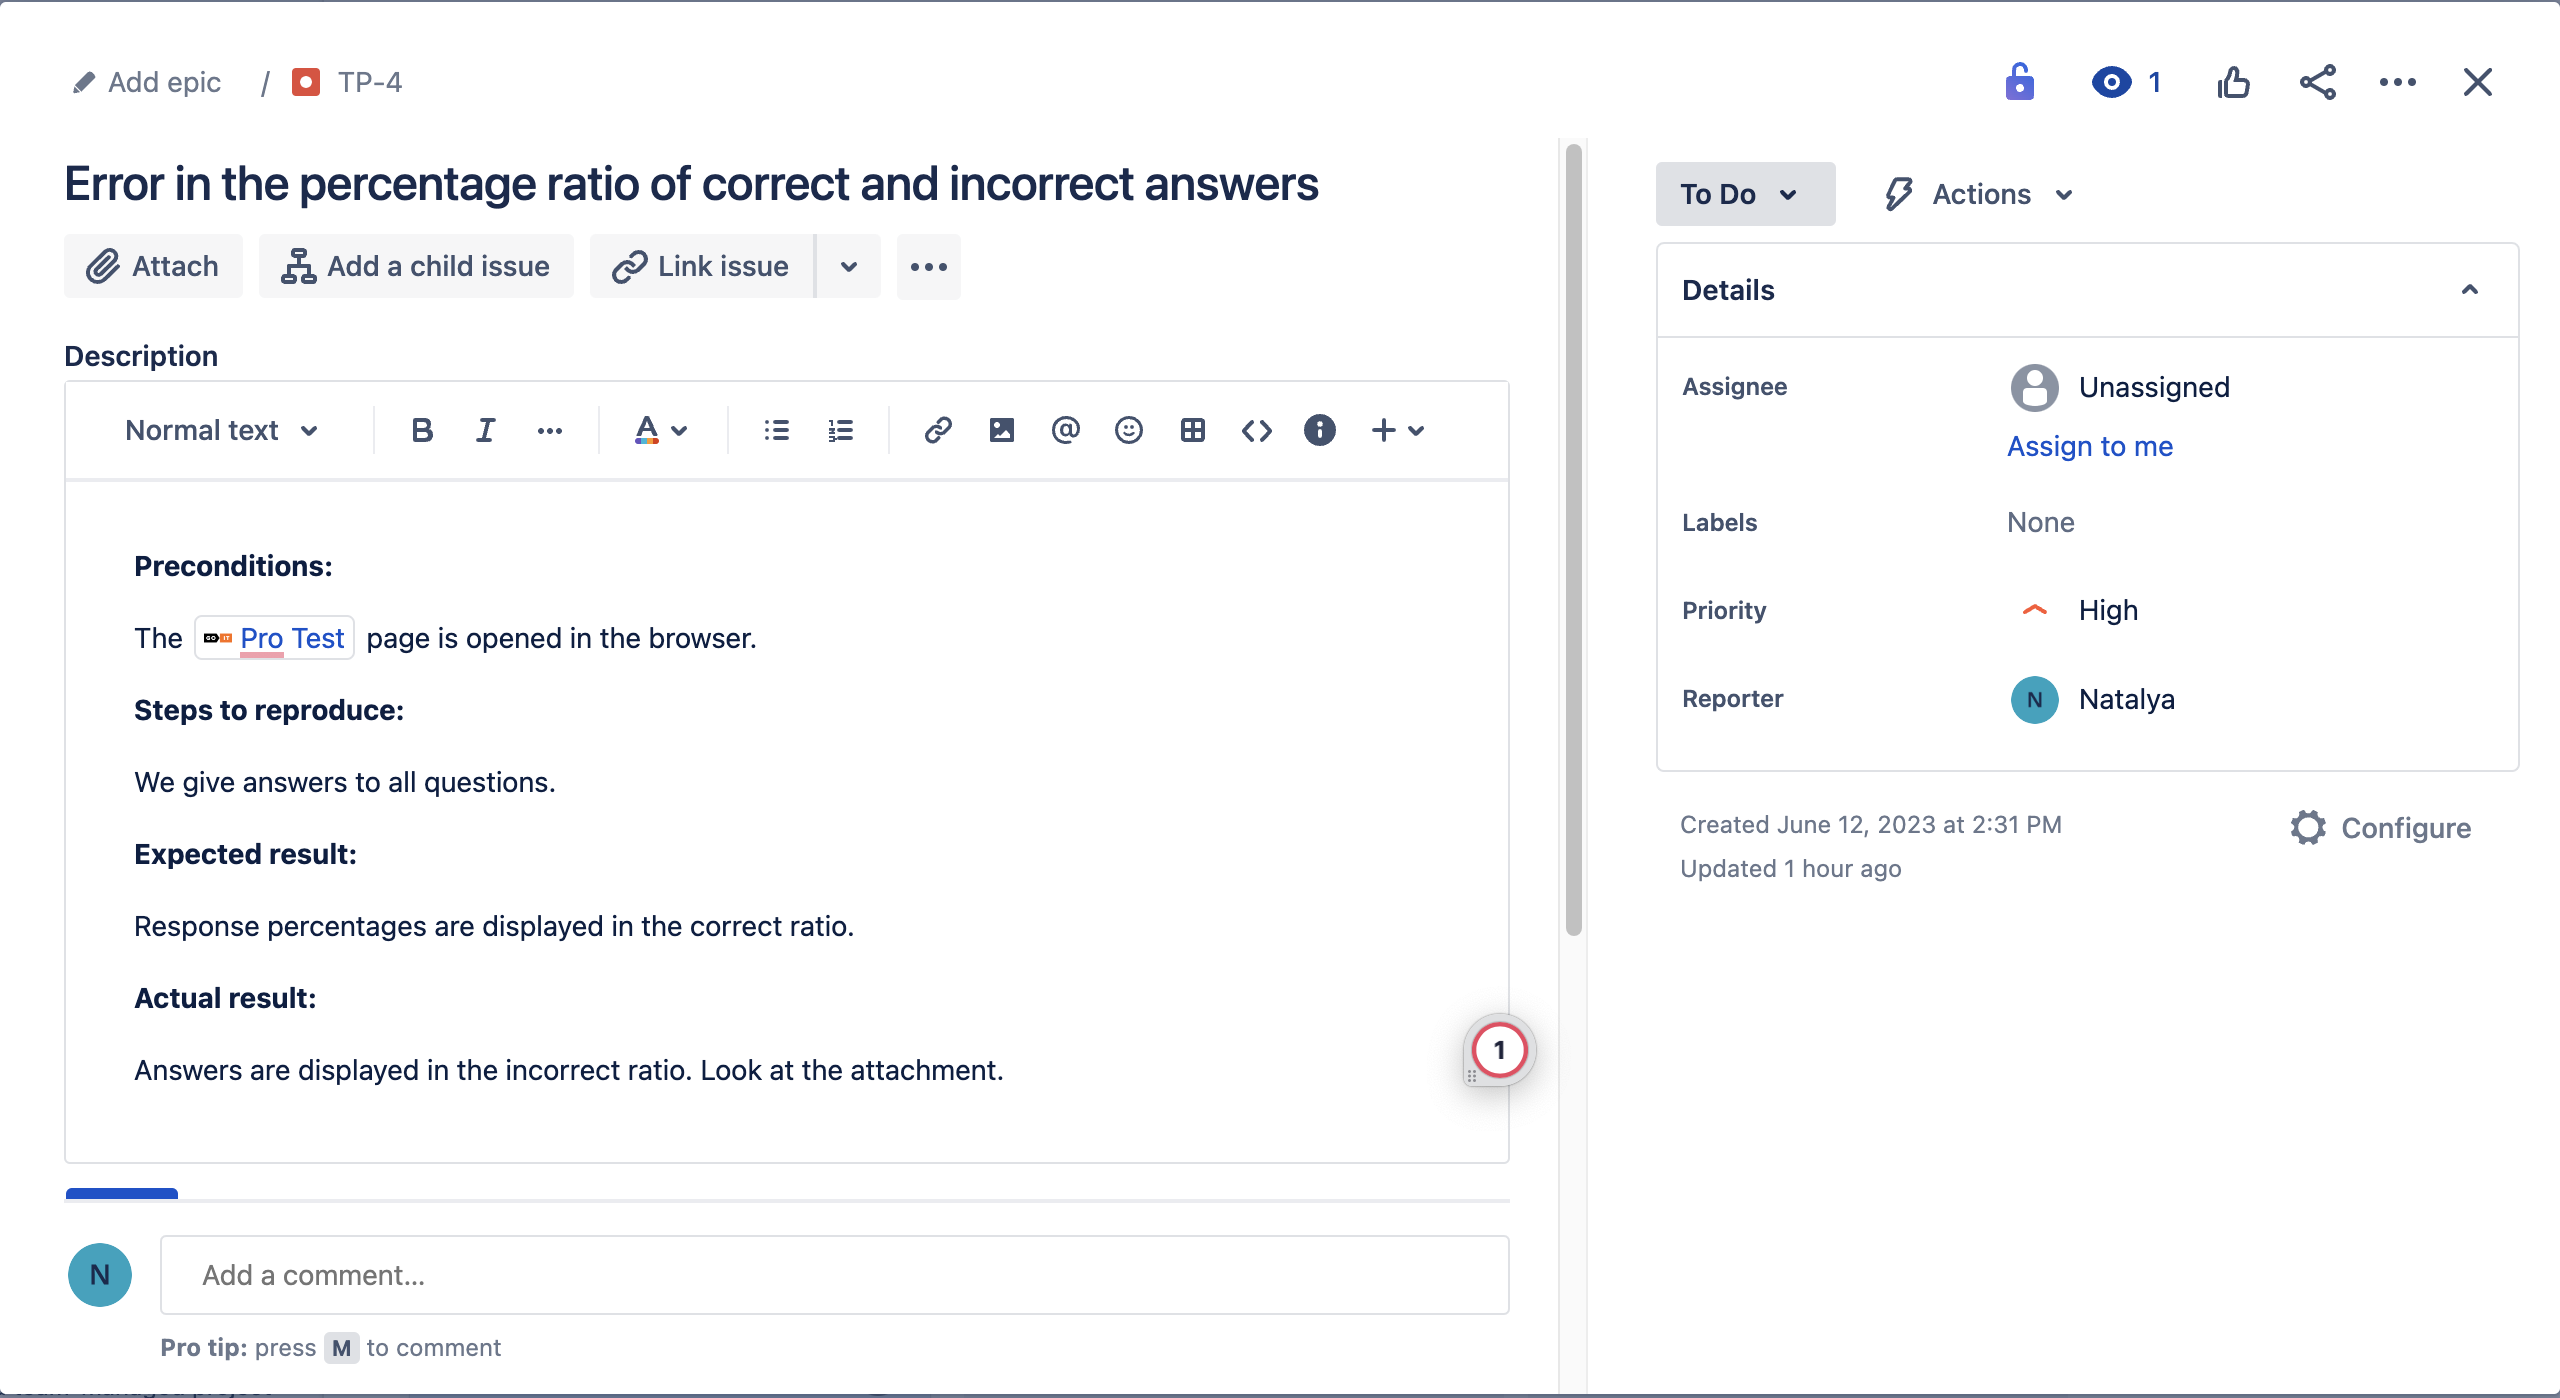 Add epic / TP-4
1
Error in the percentage ratio of correct and incorrect answers
Attach Add a child issue Link issue
Description
Normal text
Preconditions:
The GO IT Pro Test page is opened in the browser.
Steps to reproduce:
We give answers to all questions.
Expected result:
Response percentages are displayed in the correct ratio.
Actual result:
Answers are displayed in the incorrect ratio. Look at the attachment.
1
N Add a comment...
Pro tip: press M to comment
To Do Actions
Details
Assignee Unassigned
Assign to me
Labels None
Priority High
Reporter N Natalya
Created June 12, 2023 at 2:31 PM
Updated 1 hour ago
Configure